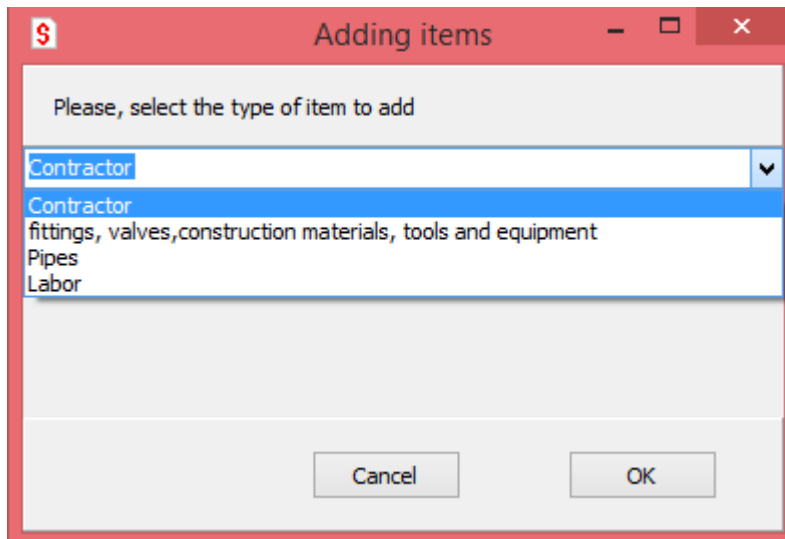 $ Adding items
Please, select the type of item to add
Contractor
Contractor
fittings, valves,construction materials, tools and equipment
Pipes
Labor
Cancel OK